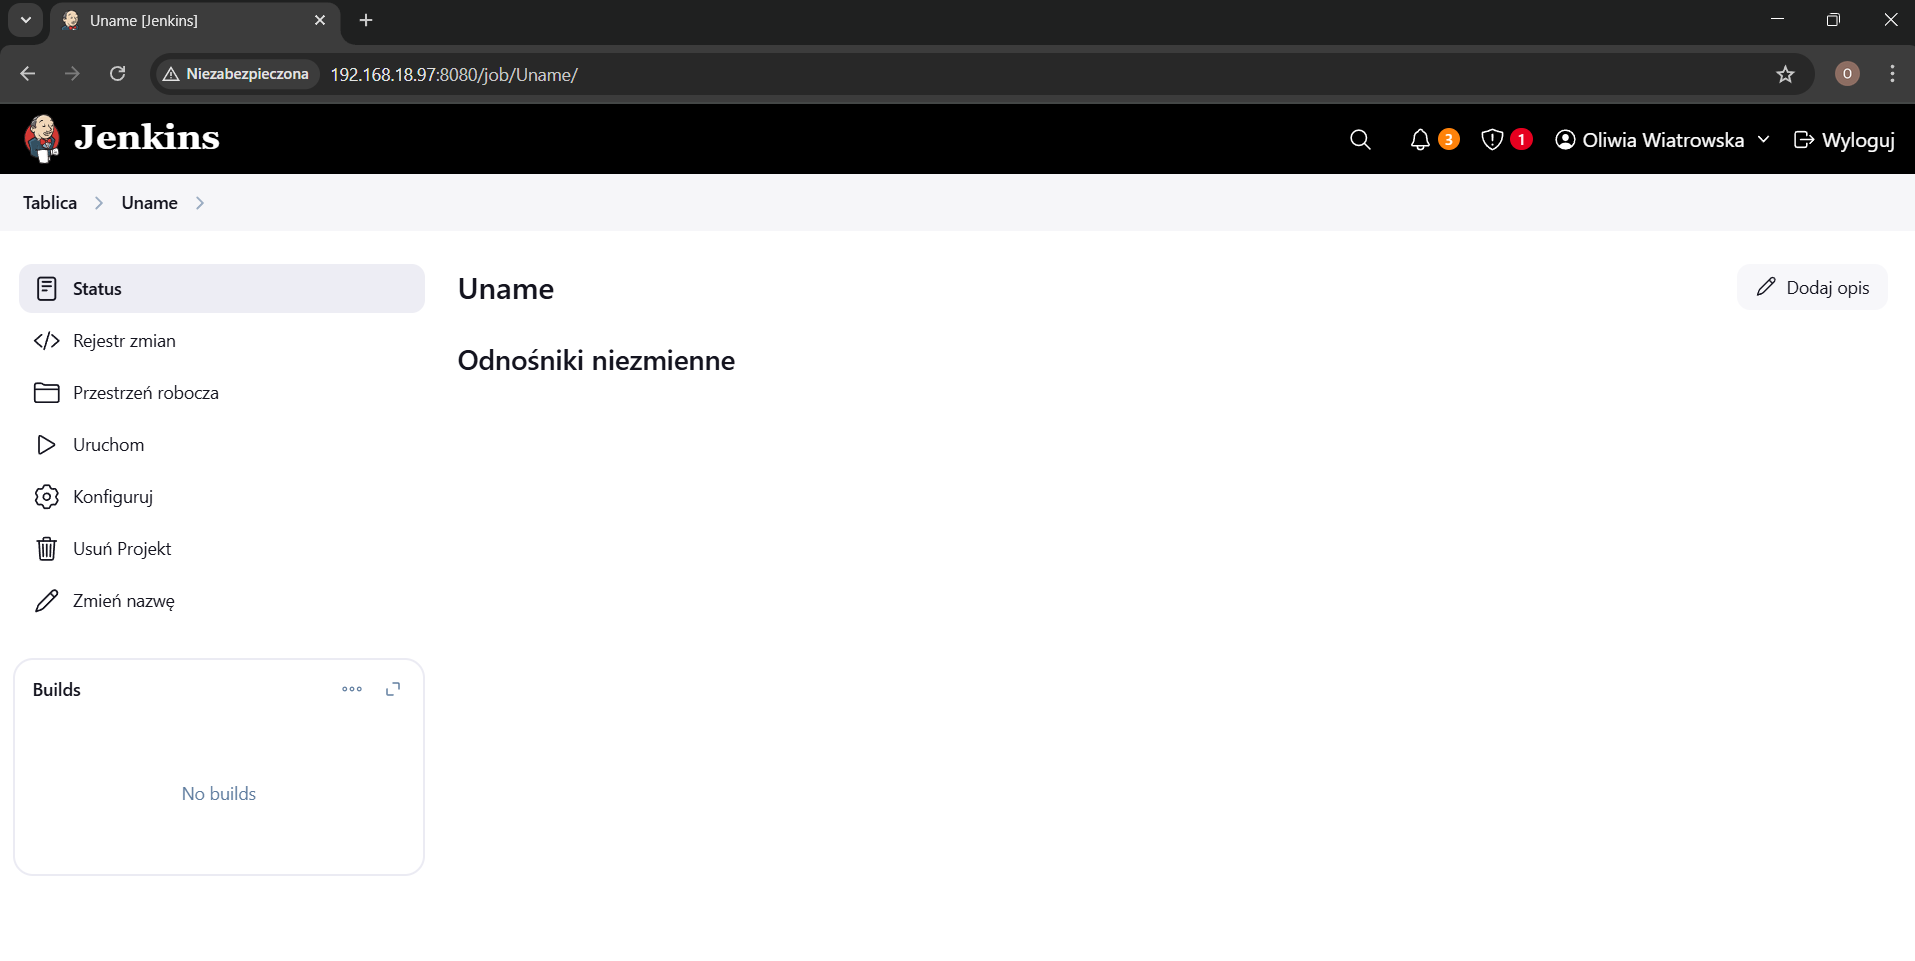 Uname [Jenkins]
Niezabezpieczona
192.168.18.97:8080/job/Uname/
O
Jenkins
3
1
Oliwia Wiatrowska
Wyloguj
Tablica
Uname
Status
Rejestr zmian
Przestrzeń robocza
Uruchom
Konfiguruj
Usuń Projekt
Zmień nazwę
Uname
Dodaj opis
Odnośniki niezmienne
Builds
No builds